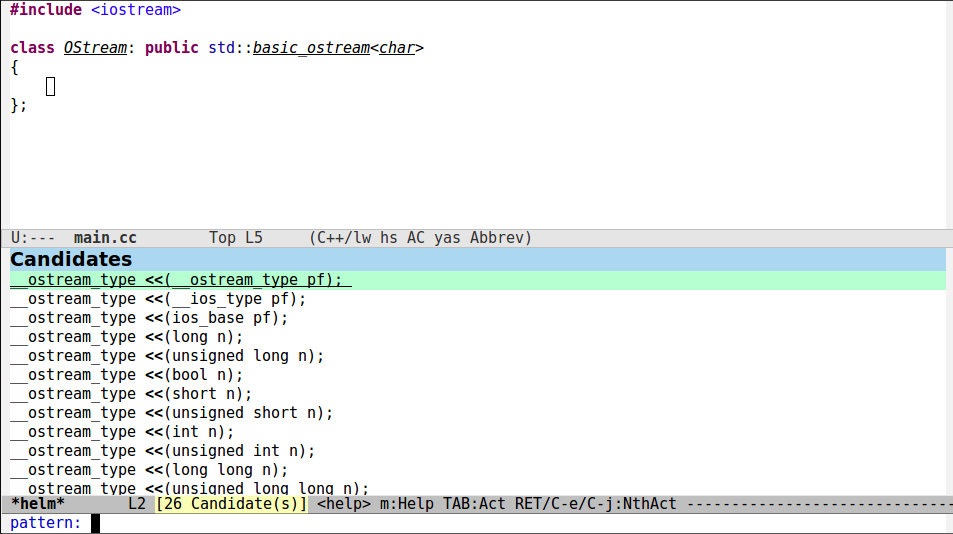 #include <iostream>
class OStream: public std::basic_ostream<char>
{
};
U:--- main.cc Top L5 (C++/lw hs AC yas Abbrev)
Candidates
__ostream_type <<(__ostream_type pf);
__ostream_type <<(__ios_type pf);
__ostream_type <<(ios_base pf);
__ostream_type <<(long n);
__ostream_type <<(unsigned long n);
__ostream_type <<(bool n);
__ostream_type <<(short n);
__ostream_type <<(unsigned short n);
__ostream_type <<(int n);
__ostream_type <<(unsigned int n);
__ostream_type <<(long long n);
__ostream_type <<(unsigned long long n);
*helm* L2 [26 Candidate(s)] <help> m:Help TAB:Act RET/C-e/C-j:NthAct ------------------------------
pattern: